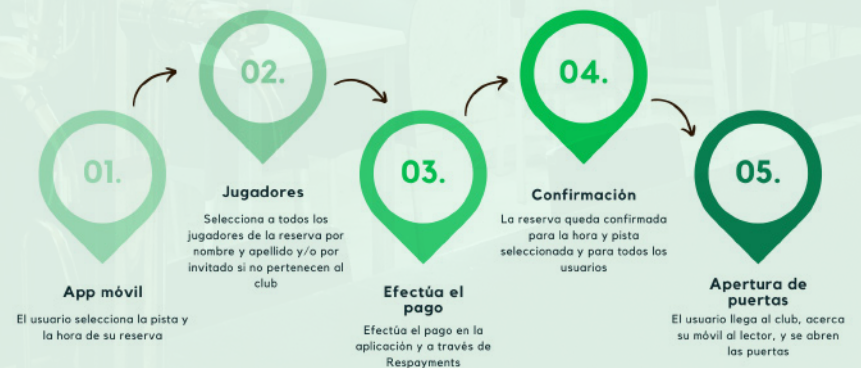 01.
App móvil
El usuario selecciona la pista y
la hora de su reserva
02.
Jugadores
Selecciona a todos los
jugadores de la reserva por
nombre y apellido y/o por
invitado si no pertenecen al
club
03.
Efectúa el
pago
Efectúa el pago en la
aplicación y a través de
Respayments
04.
Confirmación
La reserva queda confirmada
para la hora y pista
seleccionada y para todos los
usuarios
05.
Apertura de
puertas
El usuario llega al club, acerca
su móvil al lector, y se abren
las puertas